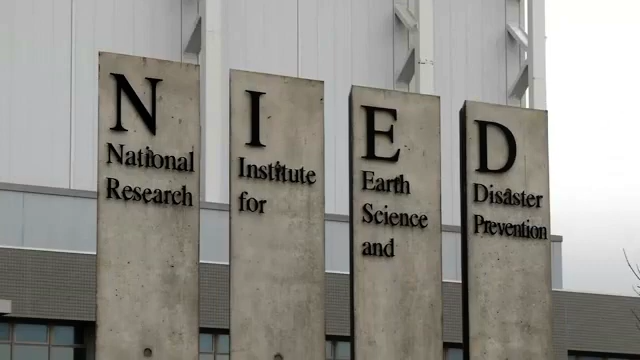 N
National
Research
I
Institute
for
E
Earth
Science
and
D
Disaster
Prevention